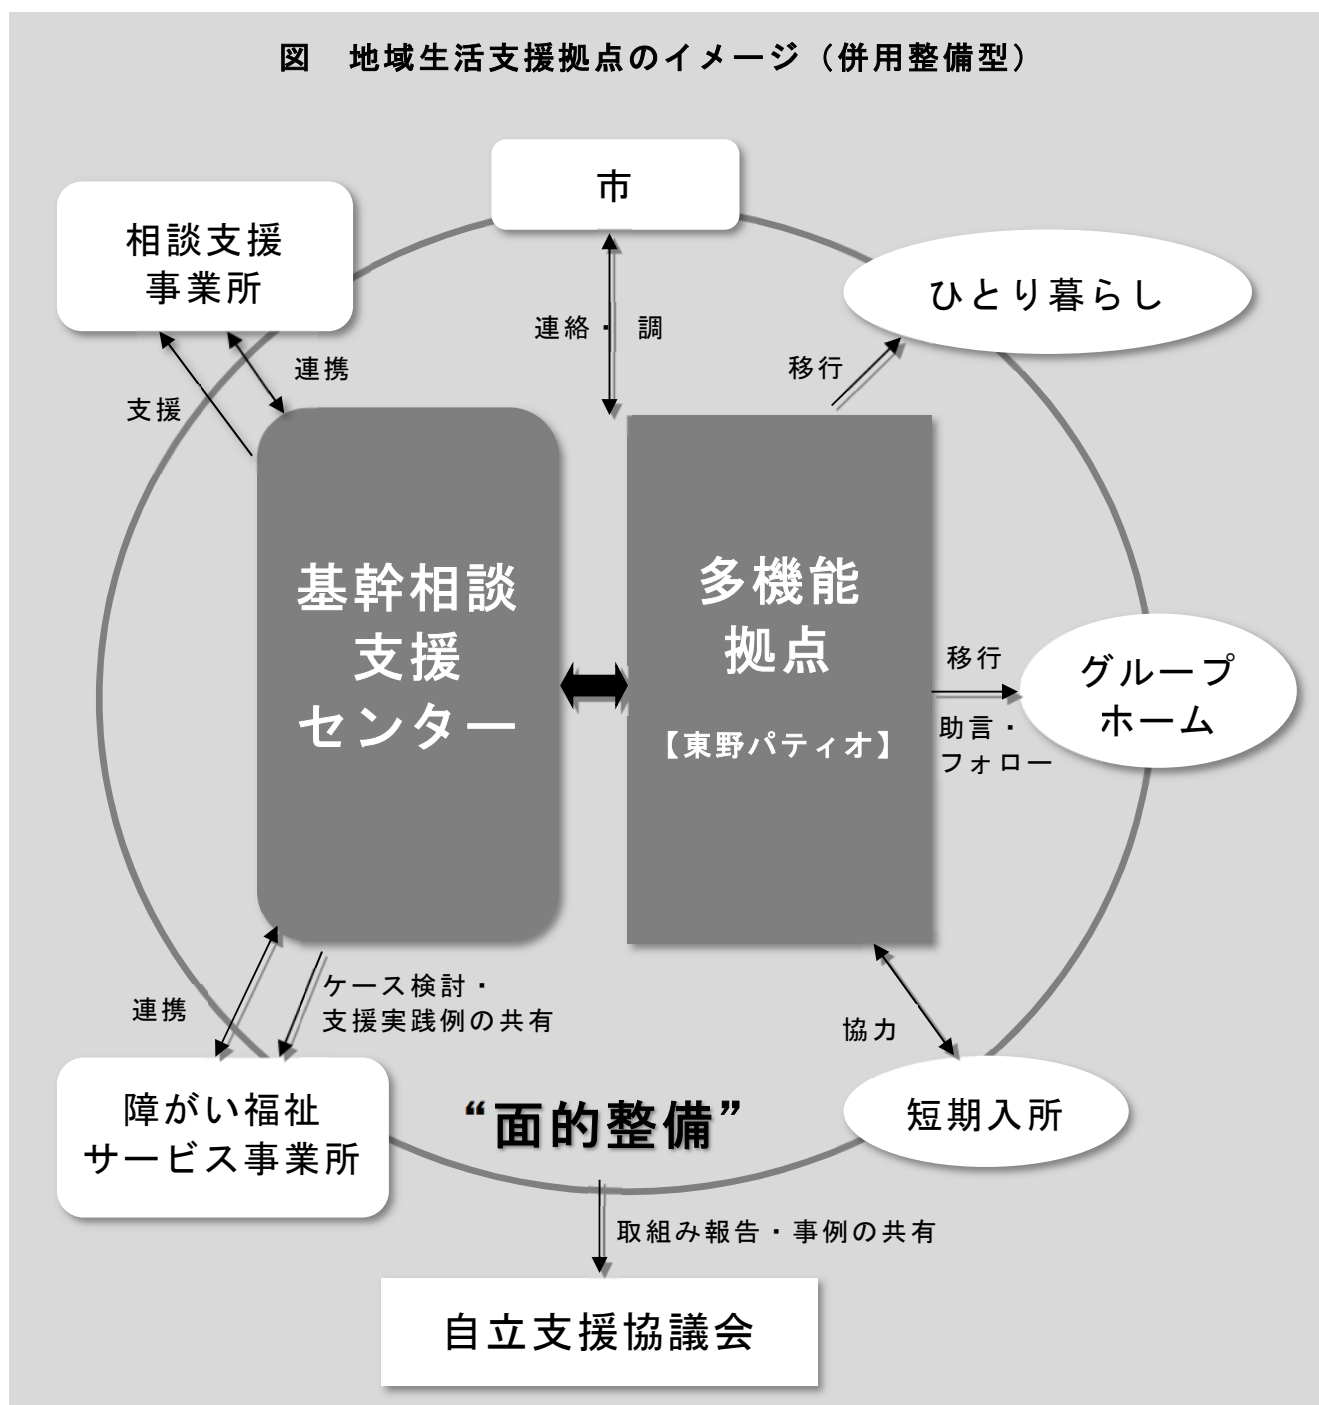 図　地域生活支援拠点のイメージ（併用整備型）
市
相談支援
事業所
ひとり暮らし
連絡・　調
移行
連携
支援
基幹相談
支援
センター
多機能
拠点
【東野パティオ】
移行
助言・
フォロー
グループ
ホーム
連携
ケース検討・
支援実践例の共有
協力
障がい福祉
サービス事業所
“面的整備”
短期入所
取組み報告・事例の共有
自立支援協議会